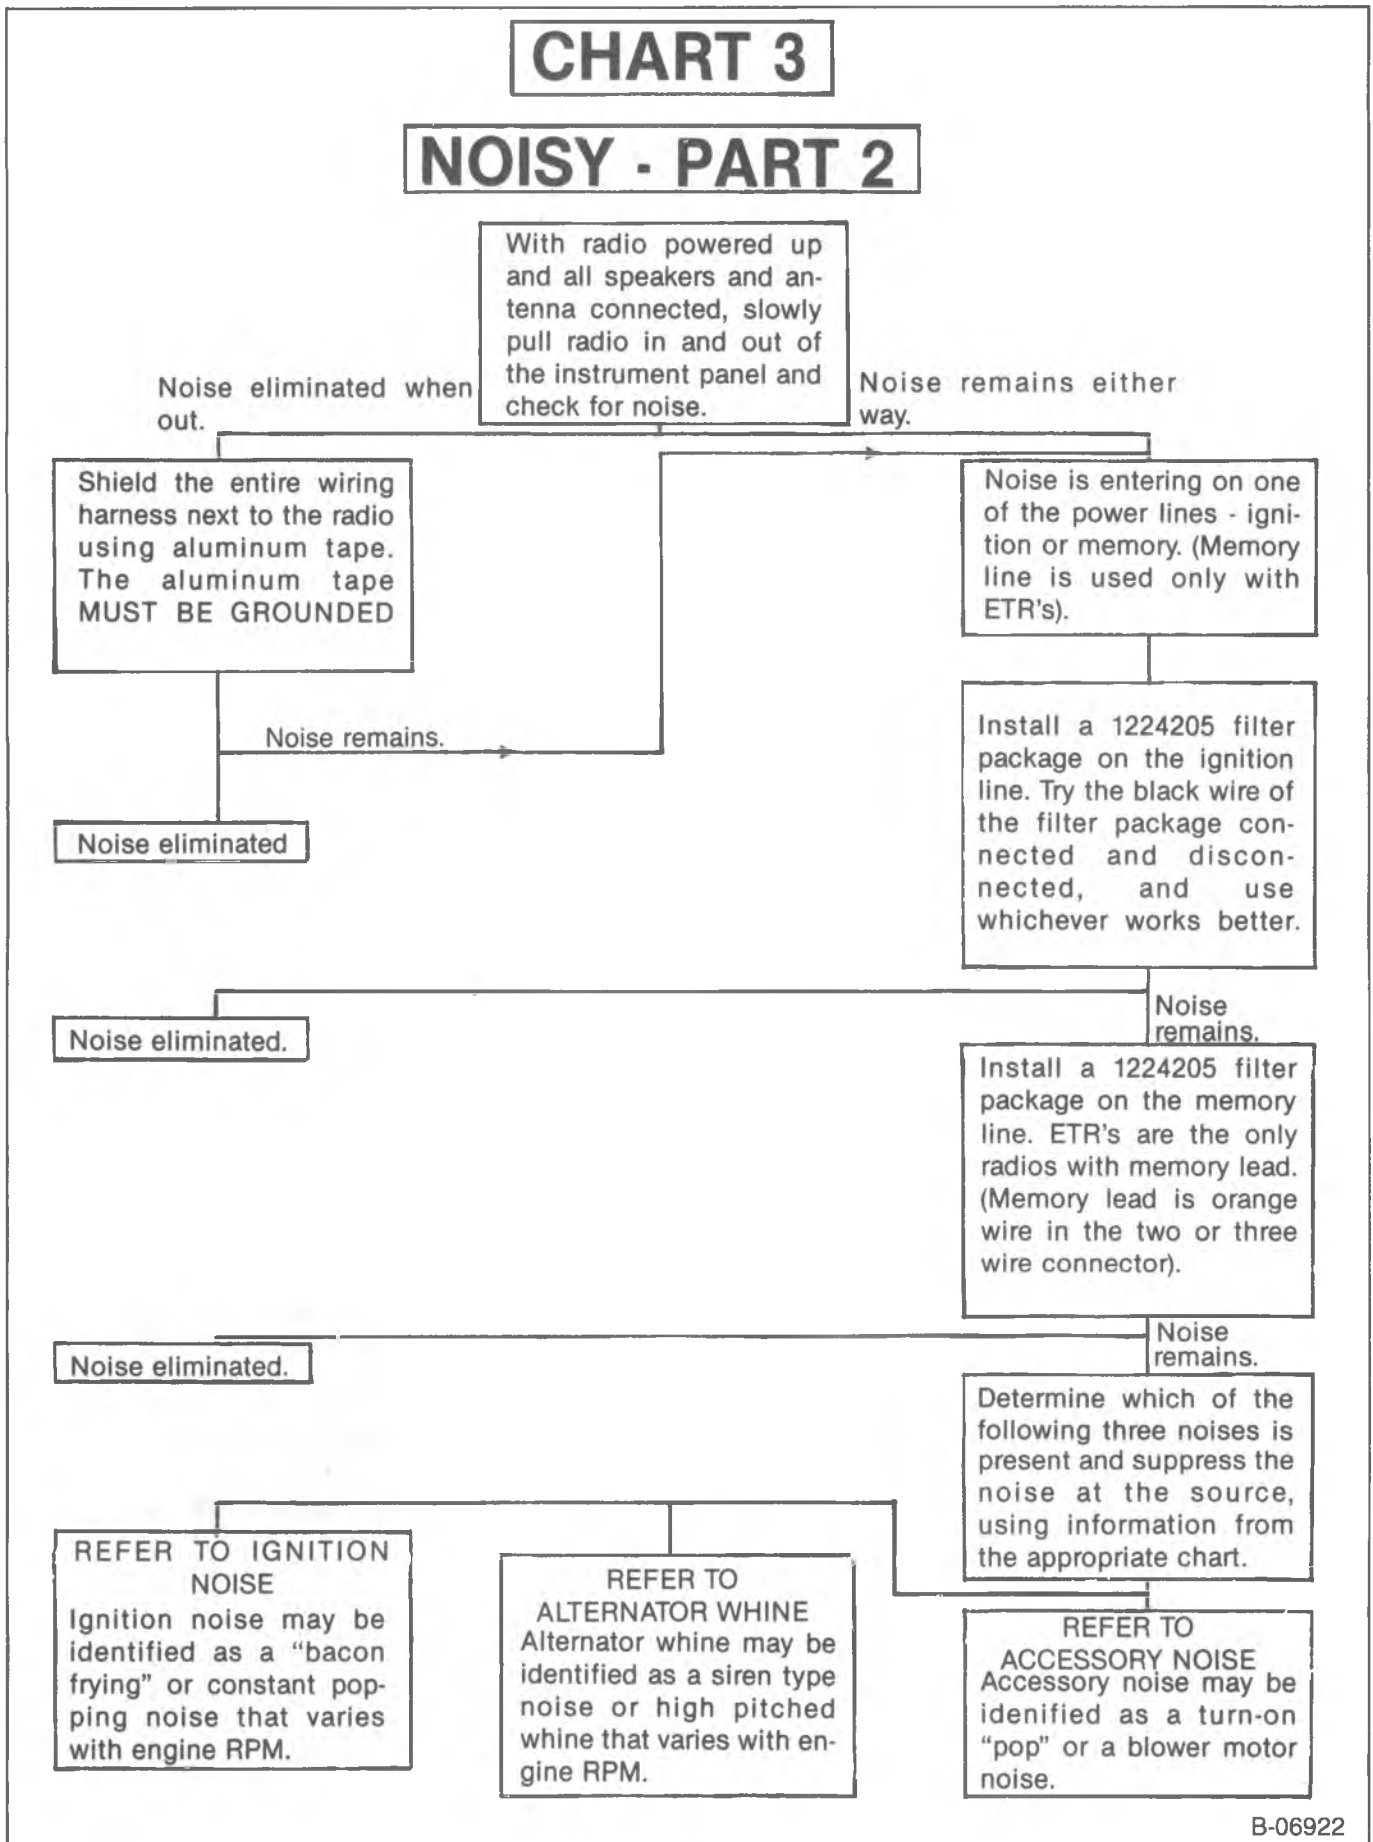 CHART 3
NOISY - PART 2
With radio powered up
and all speakers and an-
tenna connected, slowly
pull radio in and out of
the instrument panel and
check for noise.
Noise eliminated when
out.
Noise remains either
way.
Shield the entire wiring
harness next to the radio
using aluminum tape.
The aluminum tape
MUST BE GROUNDED
Noise is entering on one
of the power lines - igni-
tion or memory. (Memory
line is used only with
ETR's).
Noise remains.
Noise eliminated
Install a 1224205 filter
package on the ignition
line. Try the black wire of
the filter package con-
nected and discon-
nected, and use
whichever works better.
Noise eliminated.
Noise
remains.
Install a 1224205 filter
package on the memory
line. ETR's are the only
radios with memory lead.
(Memory lead is orange
wire in the two or three
wire connector).
Noise eliminated.
Noise
remains.
Determine which of the
following three noises is
present and suppress the
noise at the source,
using information from
the appropriate chart.
REFER TO IGNITION
NOISE
Ignition noise may be
identified as a “bacon
frying” or constant pop-
ping noise that varies
with engine RPM.
REFER TO
ALTERNATOR WHINE
Alternator whine may be
identified as a siren type
noise or high pitched
whine that varies with en-
gine RPM.
REFER TO
ACCESSORY NOISE
Accessory noise may be
idenified as a turn-on
“pop” or a blower motor
noise.
B-06922